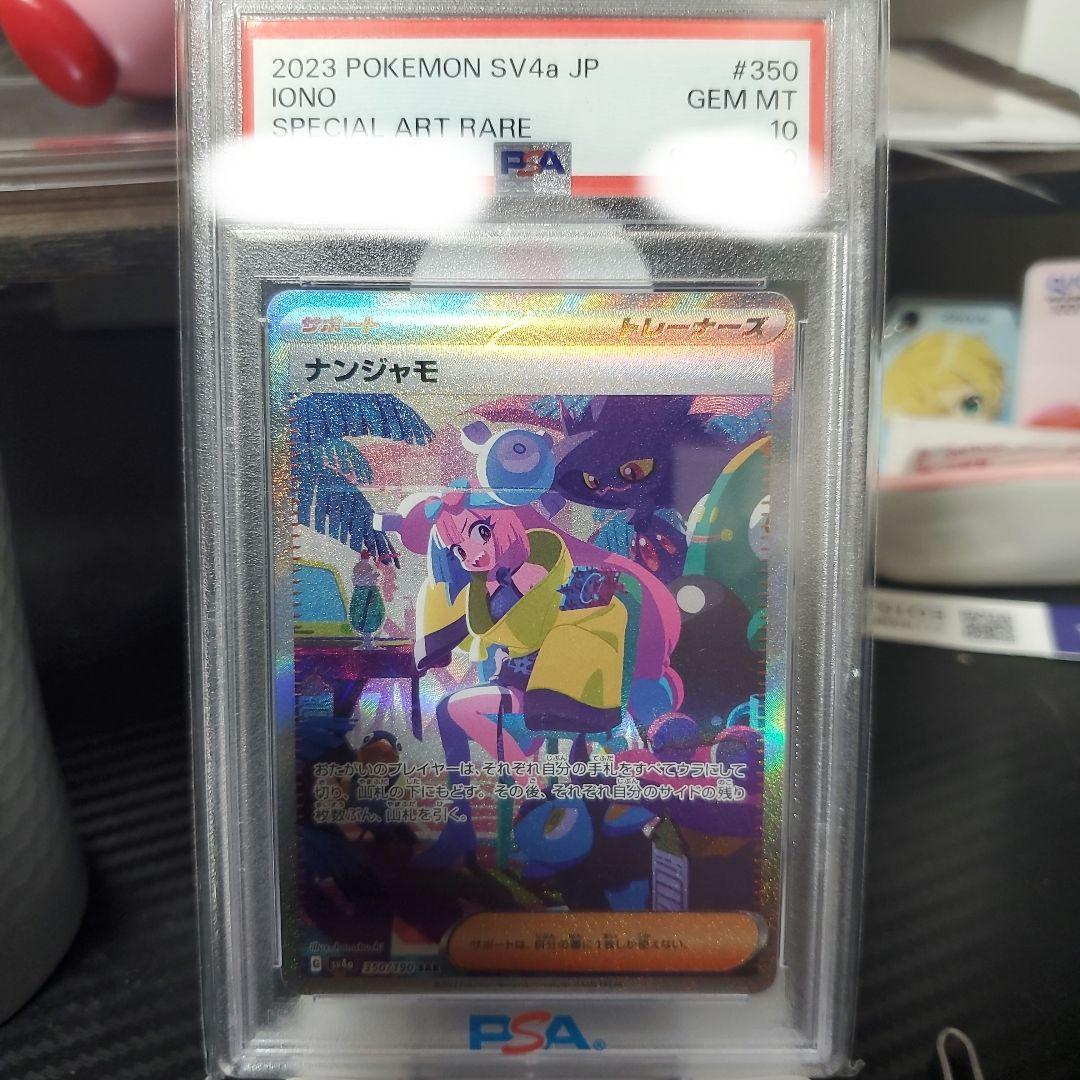 2023 POKEMON SV4a JP #350
IONO GEM MT
SPECIAL ART RARE 10
PSA
サポート トレーナーズ
ナンジャモ
おたがいのプレイヤーは、それぞれ自分の手札をすべてウラにして
切り、山札の下にもどす。その後、それぞれ自分のサイドの残り
枚数ぶん、山札を引く。
サポートは、自分の番に1枚しか使えない。
G SV4a 350/190 SAR
PSA®